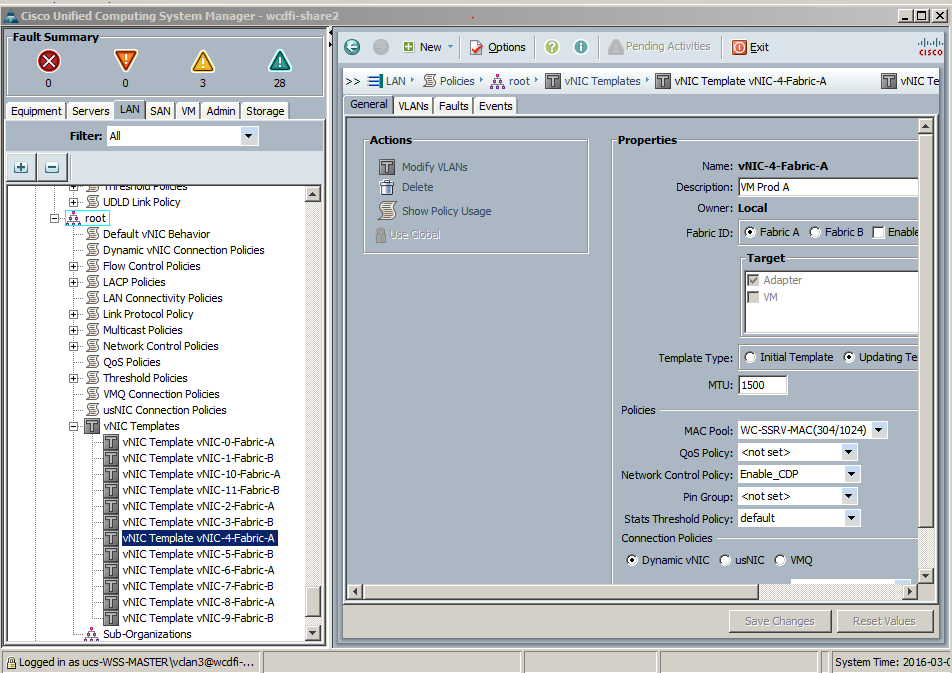 Cisco Unified Computing System Manager - wcdfi-share2
Fault Summary
0 0 3 28
New Options ? i Pending Activities Exit
CISCO
Equipment Servers LAN SAN VM Admin Storage
Filter: All
>> LAN Policies root vNIC Templates vNIC Template vNIC-4-Fabric-A vNIC Te
General VLANs Faults Events
Threshold Policies
UDLD Link Policy
root
Default vNIC Behavior
Dynamic vNIC Connection Policies
Flow Control Policies
LACP Policies
LAN Connectivity Policies
Link Protocol Policy
Multicast Policies
Network Control Policies
QoS Policies
Threshold Policies
VMQ Connection Policies
usNIC Connection Policies
vNIC Templates
vNIC Template vNIC-0-Fabric-A
vNIC Template vNIC-1-Fabric-B
vNIC Template vNIC-10-Fabric-A
vNIC Template vNIC-11-Fabric-B
vNIC Template vNIC-2-Fabric-A
vNIC Template vNIC-3-Fabric-B
vNIC Template vNIC-4-Fabric-A
vNIC Template vNIC-5-Fabric-B
vNIC Template vNIC-6-Fabric-A
vNIC Template vNIC-7-Fabric-B
vNIC Template vNIC-8-Fabric-A
vNIC Template vNIC-9-Fabric-B
Sub-Organizations
Actions
Modify VLANs
Delete
Show Policy Usage
Use Global
Properties
Name: vNIC-4-Fabric-A
Description: VM Prod A
Owner: Local
Fabric ID: Fabric A Fabric B Enable
Target
Adapter
VM
Template Type: Initial Template Updating Te
MTU: 1500
Policies
MAC Pool: WC-SSRV-MAC(304/1024)
QoS Policy: <not set>
Network Control Policy: Enable_CDP
Pin Group: <not set>
Stats Threshold Policy: default
Connection Policies
Dynamic vNIC usNIC VMQ
Save Changes Reset Values
Logged in as ucs-WSS-MASTER\vclan3@wcdfi-...
System Time: 2016-03-0